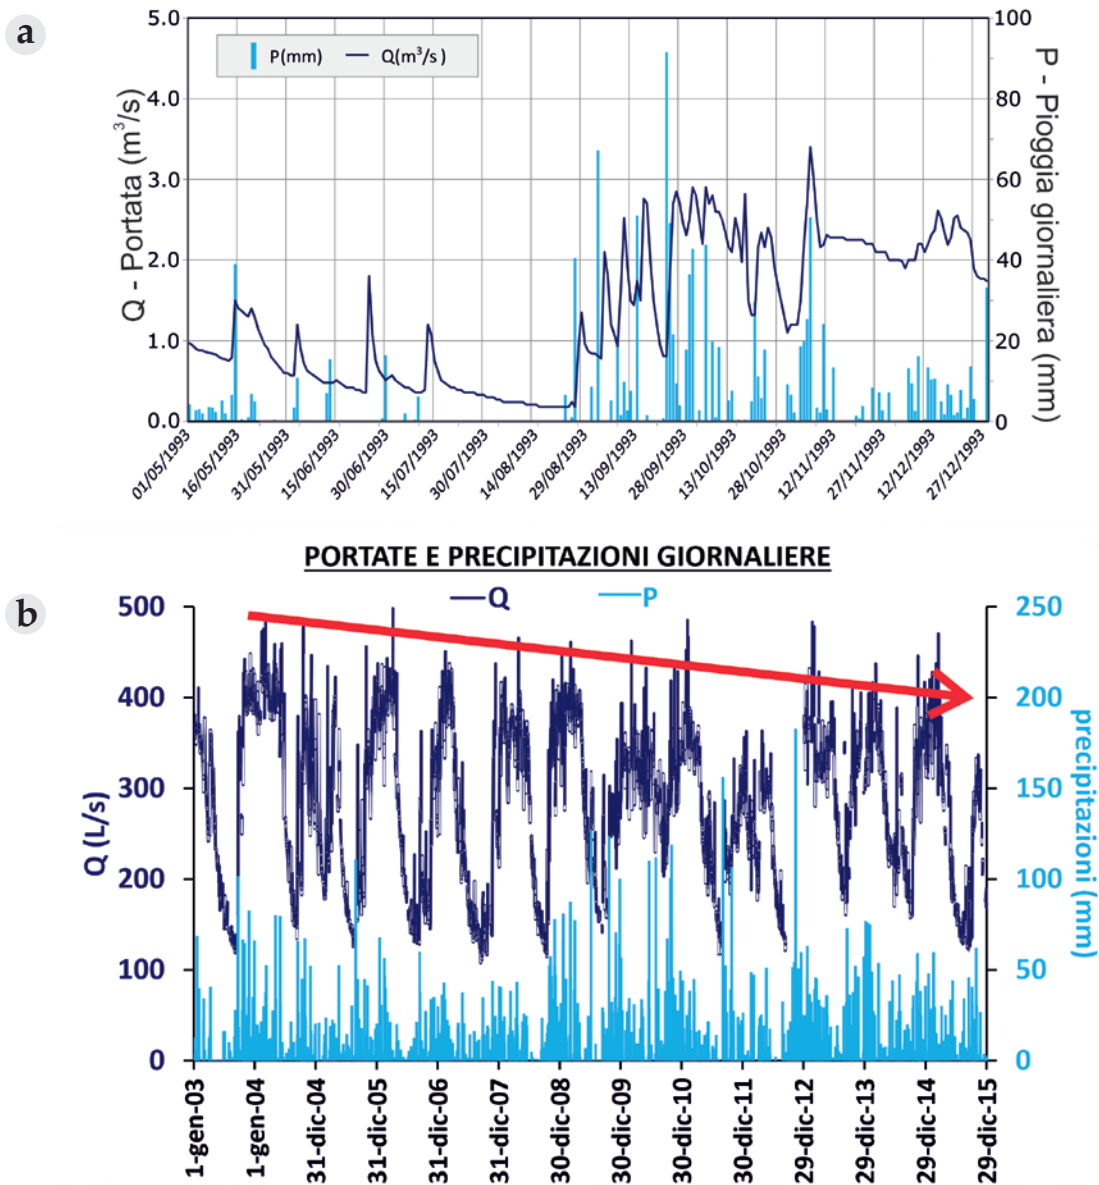 a
5.0
4.0
3.0
2.0
1.0
0.0
100
80
60
40
20
0
P(mm) Q(m³/s)
Q - Portata (m³/s)
P - Pioggia giornaliera (mm)
01/05/1993
16/05/1993
31/05/1993
15/06/1993
30/06/1993
15/07/1993
30/07/1993
14/08/1993
29/08/1993
13/09/1993
28/09/1993
13/10/1993
28/10/1993
12/11/1993
27/11/1993
12/12/1993
27/12/1993
PORTATE E PRECIPITAZIONI GIORNALIERE
b
Q P
500
400
300
200
100
0
250
200
150
100
50
0
Q (L/s)
precipitazioni (mm)
1-gen-03
1-gen-04
31-dic-04
31-dic-05
31-dic-06
31-dic-07
30-dic-08
30-dic-09
30-dic-10
30-dic-11
29-dic-12
29-dic-13
29-dic-14
29-dic-15